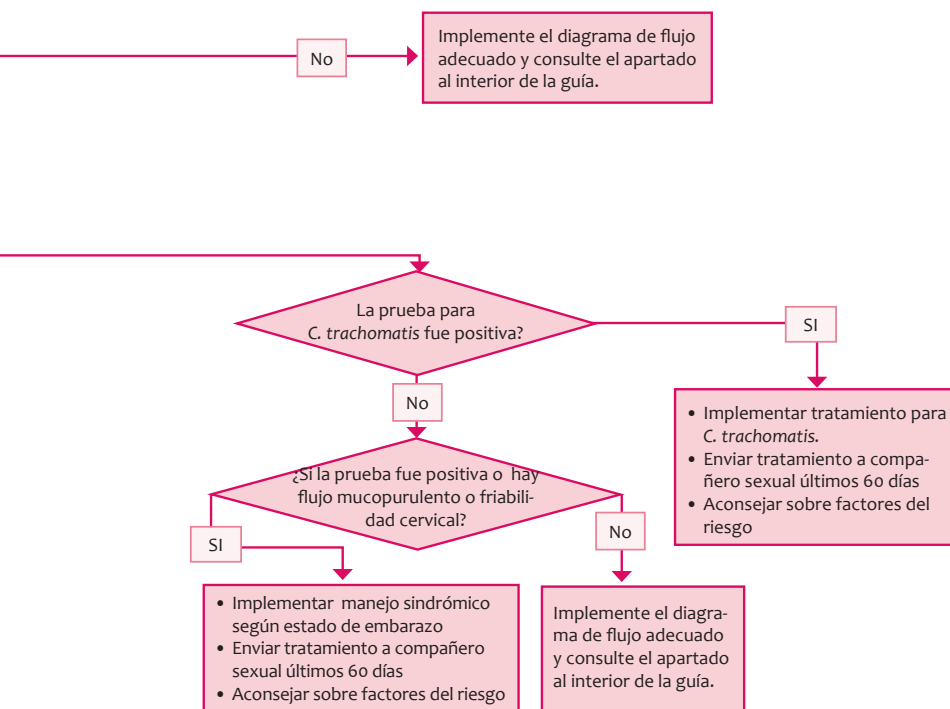 No
Implemente el diagrama de flujo
adecuado y consulte el apartado
al interior de la guía.
La prueba para
C. trachomatis fue positiva?
SI
No
• Implementar tratamiento para
C. trachomatis.
• Enviar tratamiento a compa-
ñero sexual últimos 60 días
• Aconsejar sobre factores del
riesgo
¿Si la prueba fue positiva o hay
flujo mucopurulento o friabili-
dad cervical?
SI
No
• Implementar manejo sindrómico
según estado de embarazo
• Enviar tratamiento a compañero
sexual últimos 60 días
• Aconsejar sobre factores del riesgo
Implemente el diagra-
ma de flujo adecuado
y consulte el apartado
al interior de la guía.